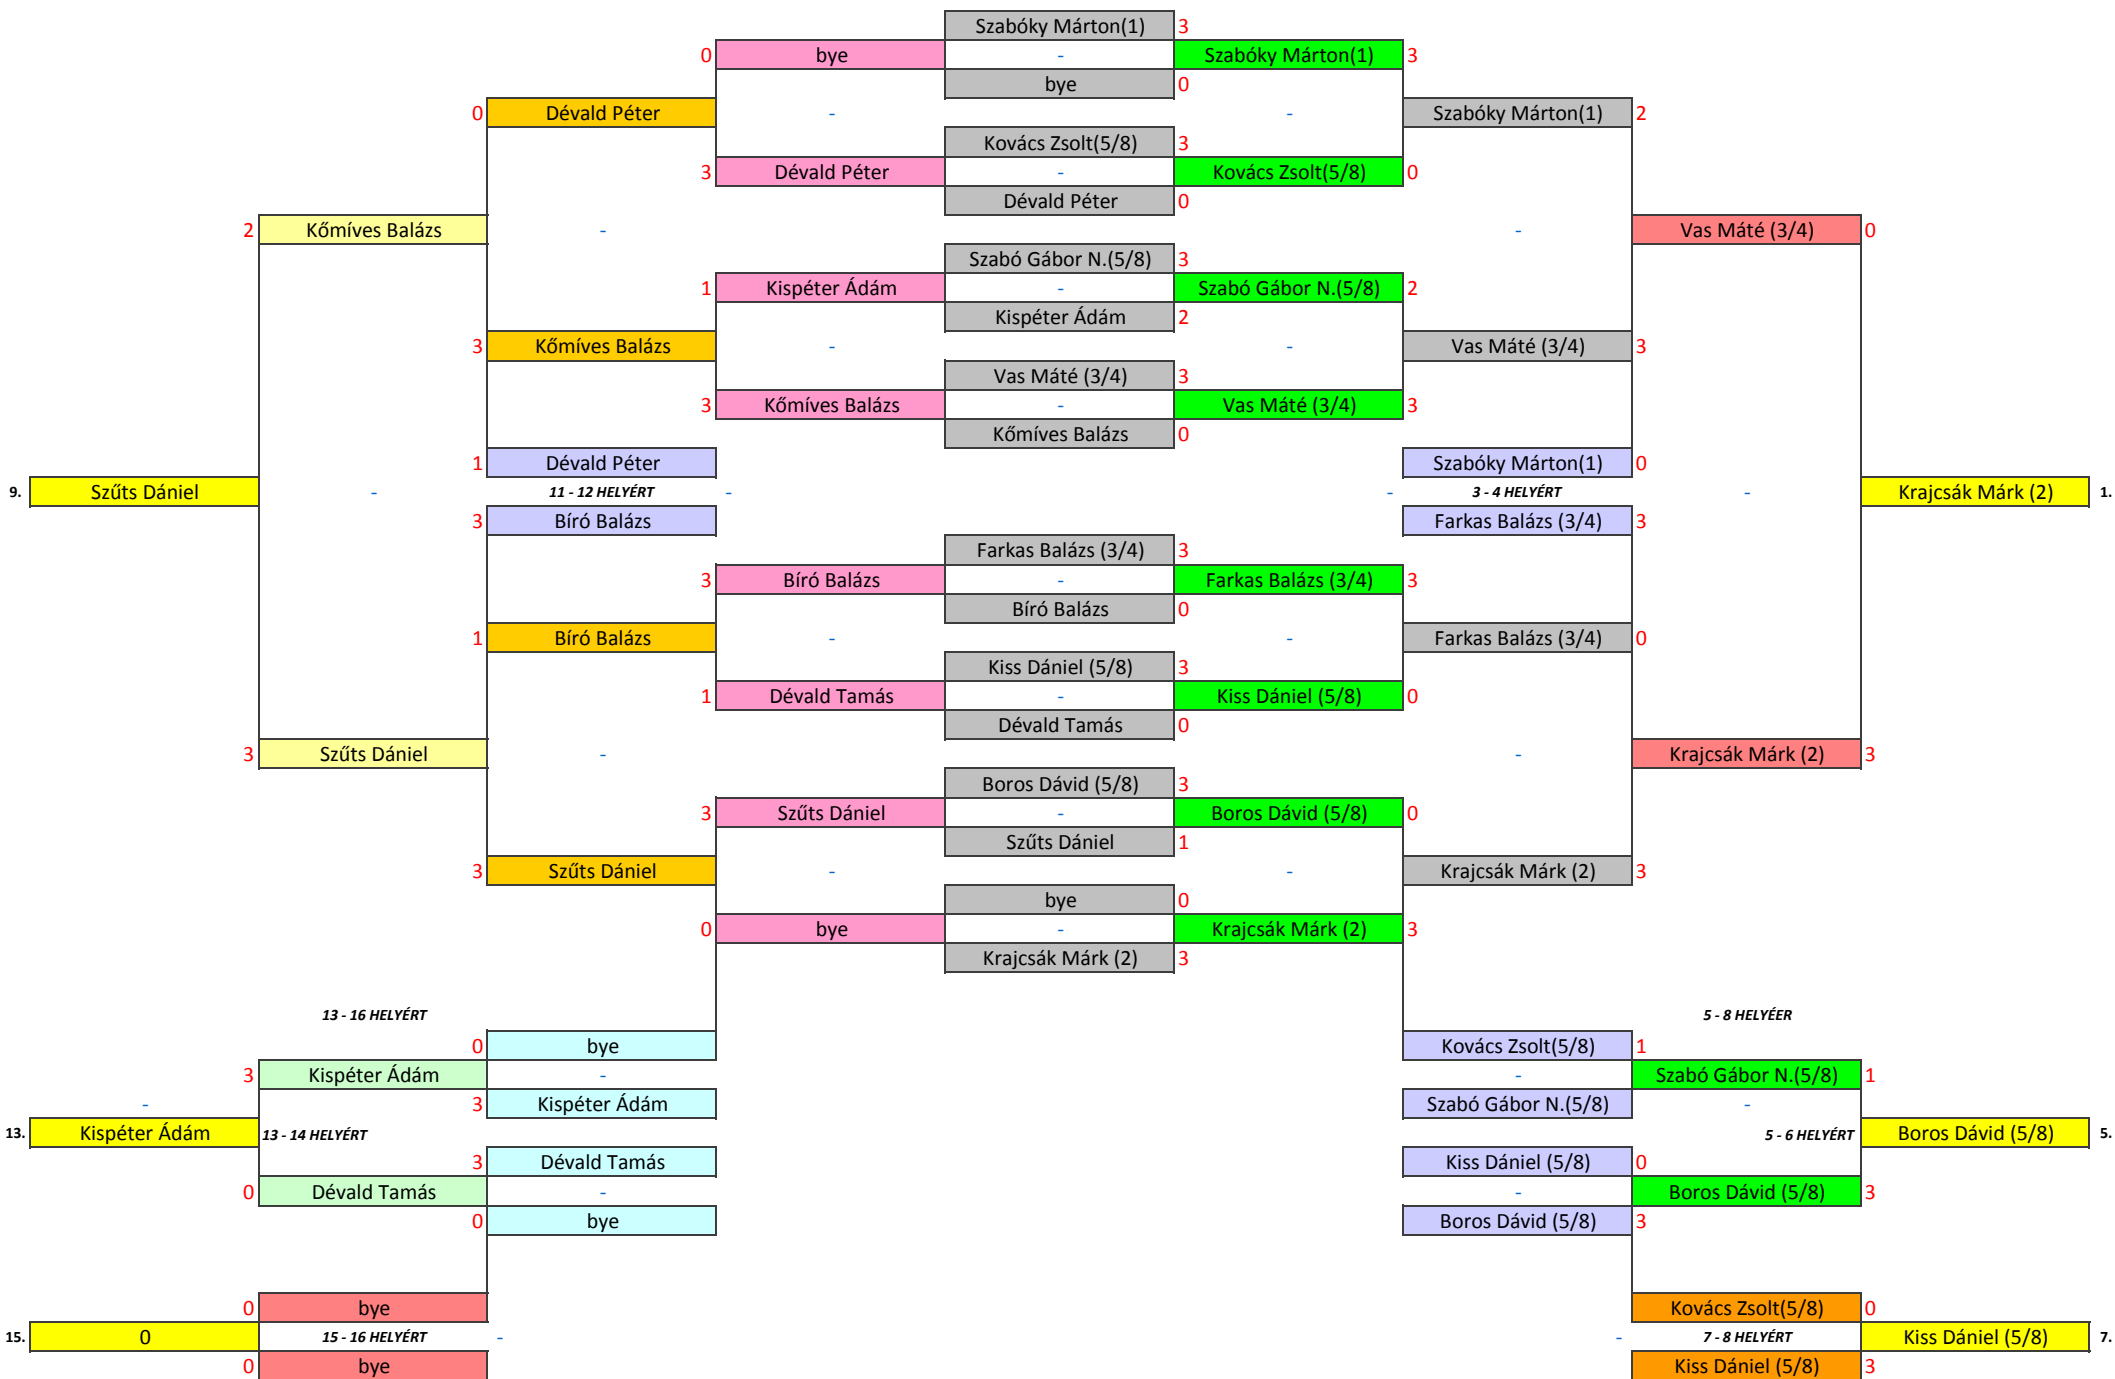 Szabóky Márton(1) 3
0 bye - Szabóky Márton(1) 3
bye 0
0 Dévald Péter - - Szabóky Márton(1) 2
Kovács Zsolt(5/8) 3
3 Dévald Péter - Kovács Zsolt(5/8) 0
Dévald Péter 0
2 Kőmíves Balázs - - Vas Máté (3/4) 0
Szabó Gábor N.(5/8) 3
1 Kispéter Ádám - Szabó Gábor N.(5/8) 2
Kispéter Ádám 2
3 Kőmíves Balázs - - Vas Máté (3/4) 3
Vas Máté (3/4) 3
3 Kőmíves Balázs - Vas Máté (3/4) 3
Kőmíves Balázs 0
1 Dévald Péter Szabóky Márton(1) 0
9. Szűts Dániel - 11 - 12 HELYÉRT - - 3 - 4 HELYÉRT - Krajcsák Márk (2) 1.
3 Bíró Balázs Farkas Balázs (3/4) 3
Farkas Balázs (3/4) 3
3 Bíró Balázs - Farkas Balázs (3/4) 3
Bíró Balázs 0
1 Bíró Balázs - - Farkas Balázs (3/4) 0
Kiss Dániel (5/8) 3
1 Dévald Tamás - Kiss Dániel (5/8) 0
Dévald Tamás 0
3 Szűts Dániel - - Krajcsák Márk (2) 3
Boros Dávid (5/8) 3
3 Szűts Dániel - Boros Dávid (5/8) 0
Szűts Dániel 1
3 Szűts Dániel - - Krajcsák Márk (2) 3
bye 0
0 bye - Krajcsák Márk (2) 3
Krajcsák Márk (2) 3
13 - 16 HELYÉRT 5 - 8 HELYÉER
0 bye Kovács Zsolt(5/8) 1
3 Kispéter Ádám - - Szabó Gábor N.(5/8) 1
- 3 Kispéter Ádám Szabó Gábor N.(5/8) -
13. Kispéter Ádám 13 - 14 HELYÉRT 5 - 6 HELYÉRT Boros Dávid (5/8) 5.
3 Dévald Tamás Kiss Dániel (5/8) 0
0 Dévald Tamás - - Boros Dávid (5/8) 3
0 bye Boros Dávid (5/8) 3
0 bye Kovács Zsolt(5/8) 0
15. 0 15 - 16 HELYÉRT - - 7 - 8 HELYÉRT Kiss Dániel (5/8) 7.
0 bye Kiss Dániel (5/8) 3